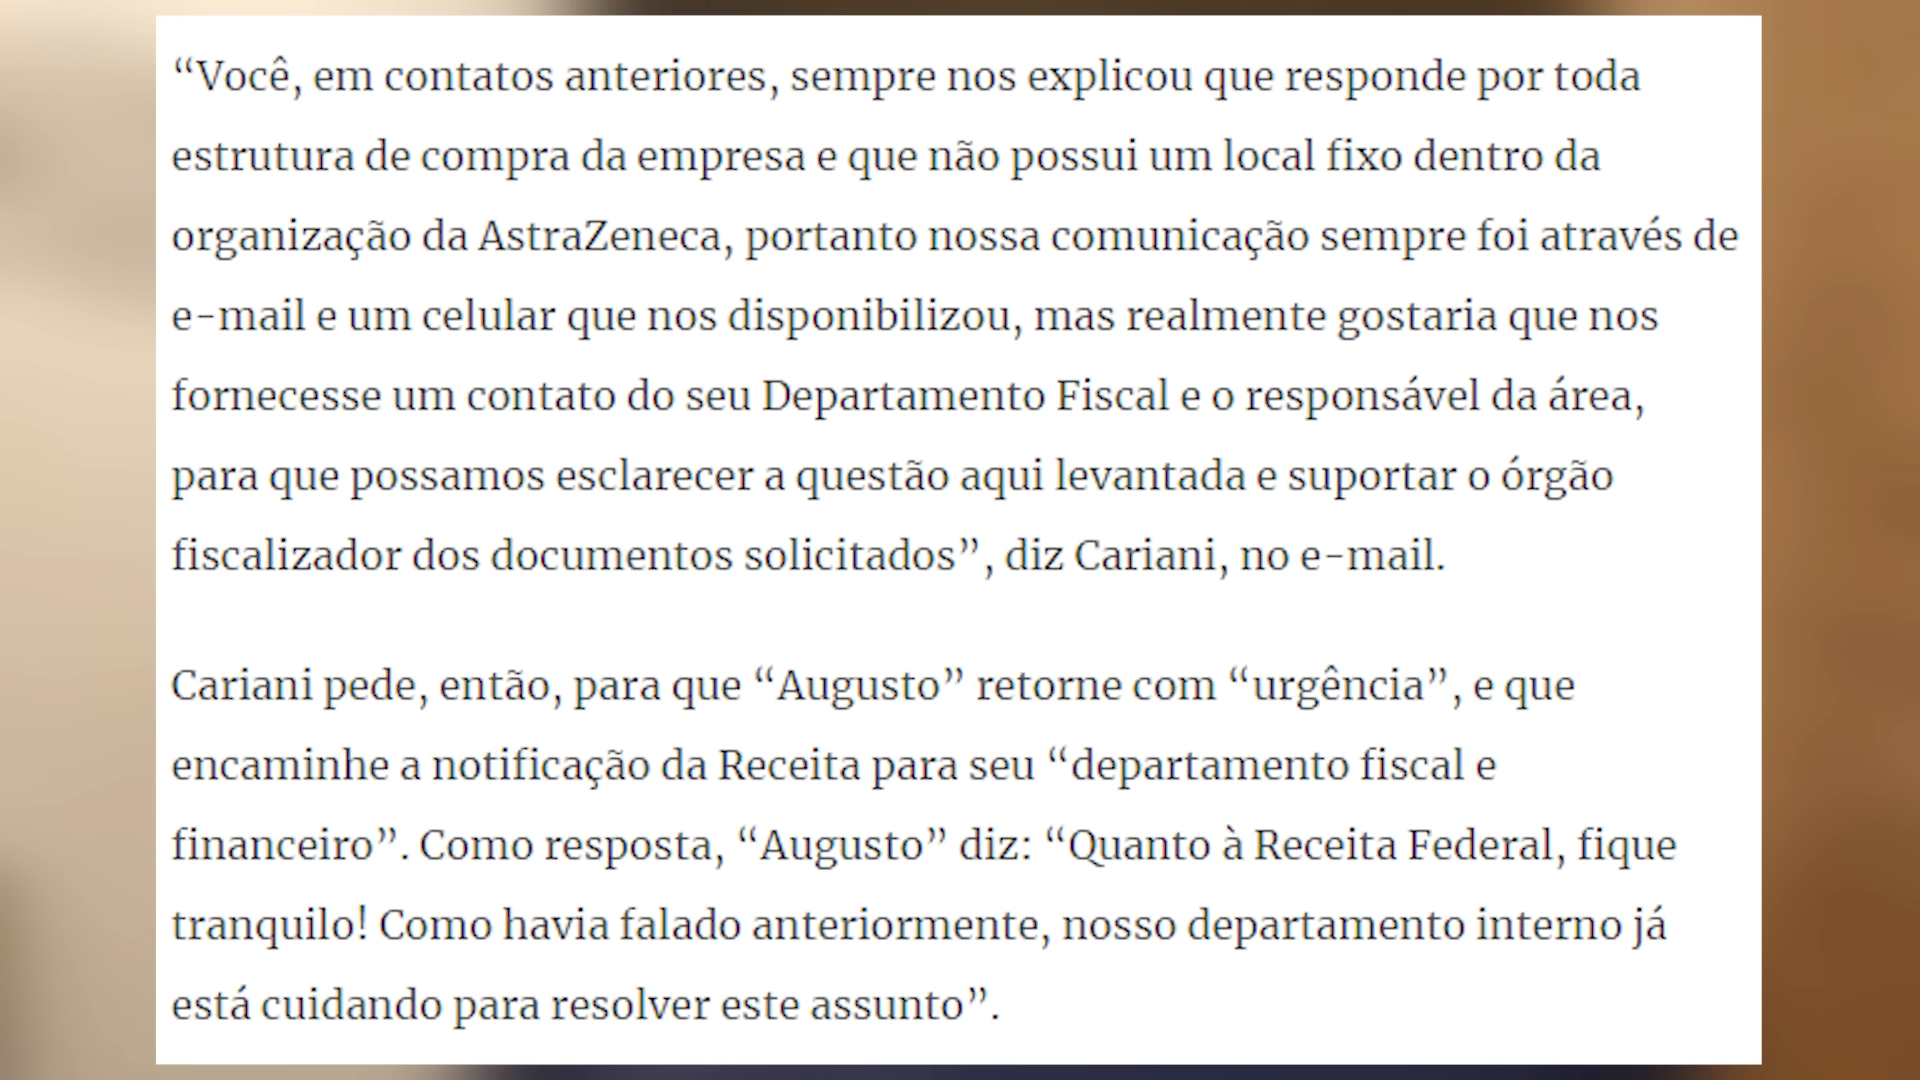 “Você, em contatos anteriores, sempre nos explicou que responde por toda
estrutura de compra da empresa e que não possui um local fixo dentro da
organização da AstraZeneca, portanto nossa comunicação sempre foi através de
e-mail e um celular que nos disponibilizou, mas realmente gostaria que nos
fornecesse um contato do seu Departamento Fiscal e o responsável da área,
para que possamos esclarecer a questão aqui levantada e suportar o órgão
fiscalizador dos documentos solicitados”, diz Cariani, no e-mail.
Cariani pede, então, para que “Augusto” retorne com “urgência”, e que
encaminhe a notificação da Receita para seu “departamento fiscal e
financeiro”. Como resposta, “Augusto” diz: “Quanto à Receita Federal, fique
tranquilo! Como havia falado anteriormente, nosso departamento interno já
está cuidando para resolver este assunto”.